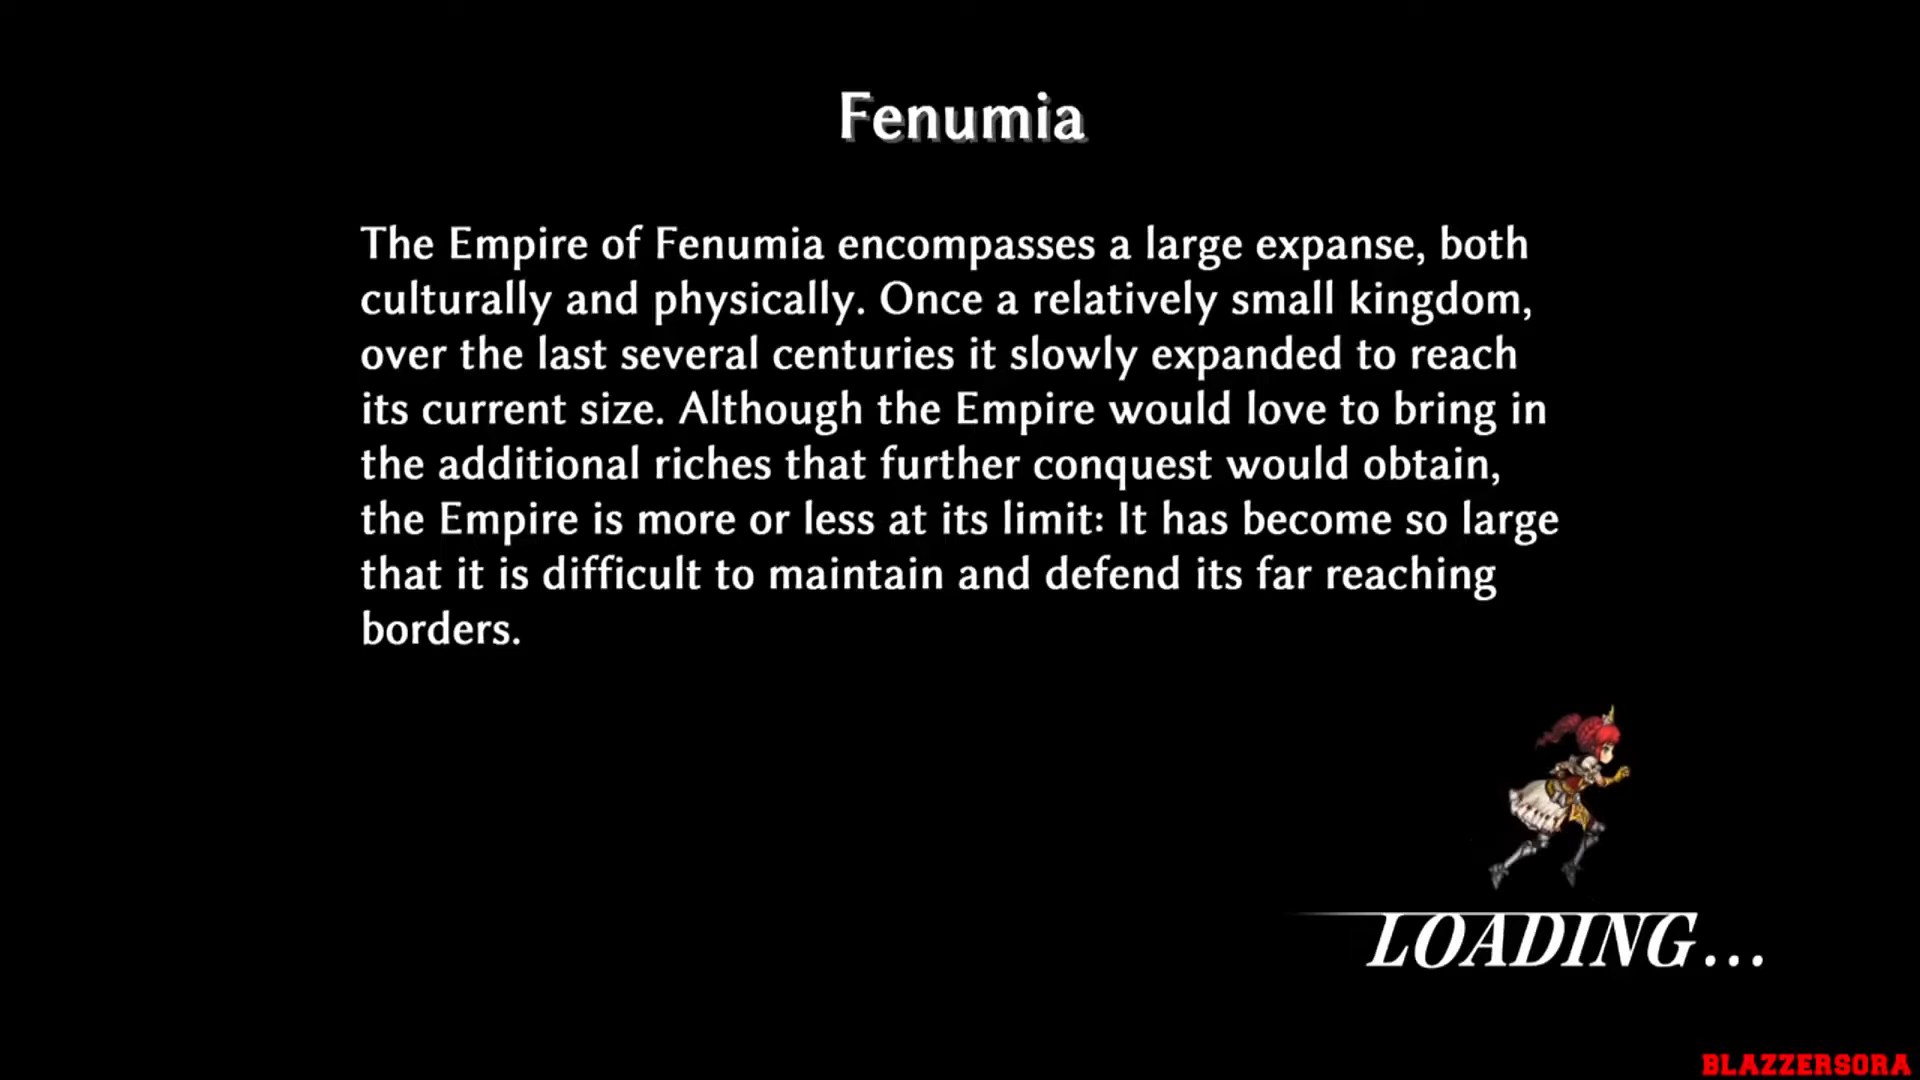 Fenumia
The Empire of Fenumia encompasses a large expanse, both
culturally and physically. Once a relatively small kingdom,
over the last several centuries it slowly expanded to reach
its current size. Although the Empire would love to bring in
the additional riches that further conquest would obtain,
the Empire is more or less at its limit: It has become so large
that it is difficult to maintain and defend its far reaching
borders.
LOADING...
BLAZZERSORA